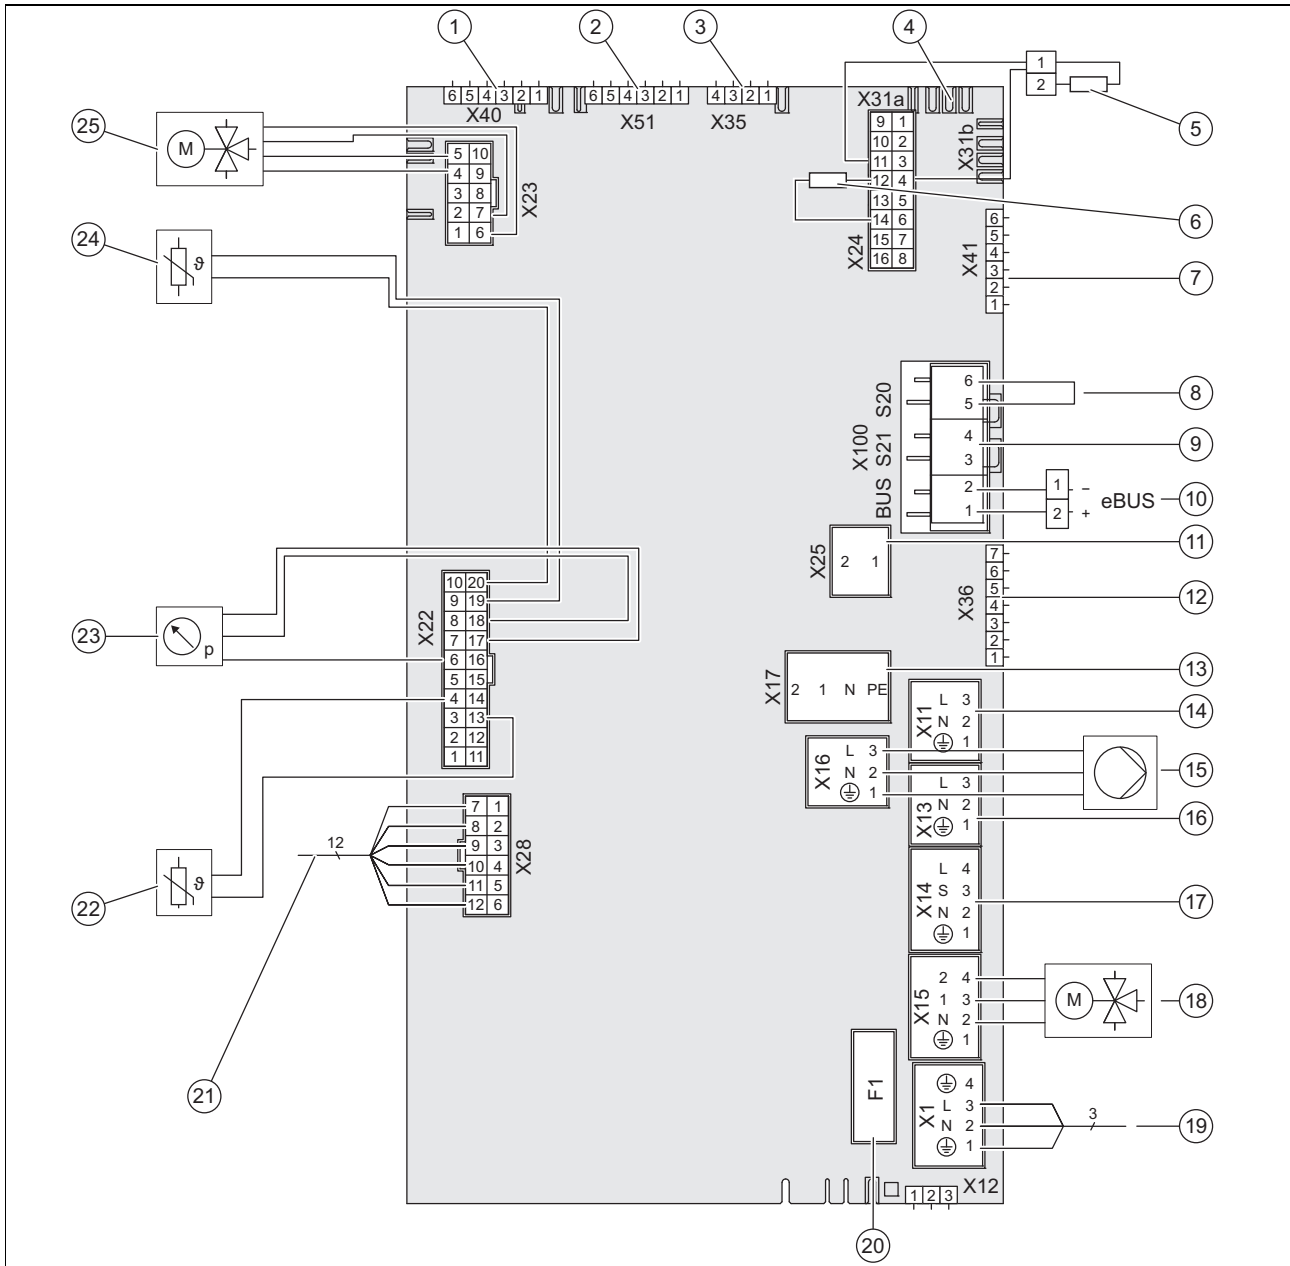 1
2
3
4
1
2
5
6 5 4 3 2 1
6 5 4 3 2 1
4 3 2 1
X40
X51
X35
X31a
X31b
25
M
5 10
4 9
3 8
2 7
1 6
X23
9 1
10 2
11 3
12 4
13 5
14 6
15 7
16 8
X24
6
24
ϑ
X41
6
5
4
3
2
1
7
X100
BUS S21 S20
6
5
4
3
2
1
8
9
1 −
2 +
eBUS
10
X25
2 1
11
X36
7
6
5
4
3
2
1
12
23
p
X22
10 20
9 19
8 18
7 17
6 16
5 15
4 14
3 13
2 12
1 11
X17
2 1 N PE
13
X11
L 3
N 2
1
14
X16
L 3
N 2
1
15
X13
L 3
N 2
1
16
22
ϑ
21
12
7 1
8 2
9 3
10 4
11 5
12 6
X28
X14
L 4
S 3
N 2
1
17
X15
2 4
1 3
N 2
1
M
18
F1
20
X1
4
L 3
N 2
1
3
19
1 2 3
X12